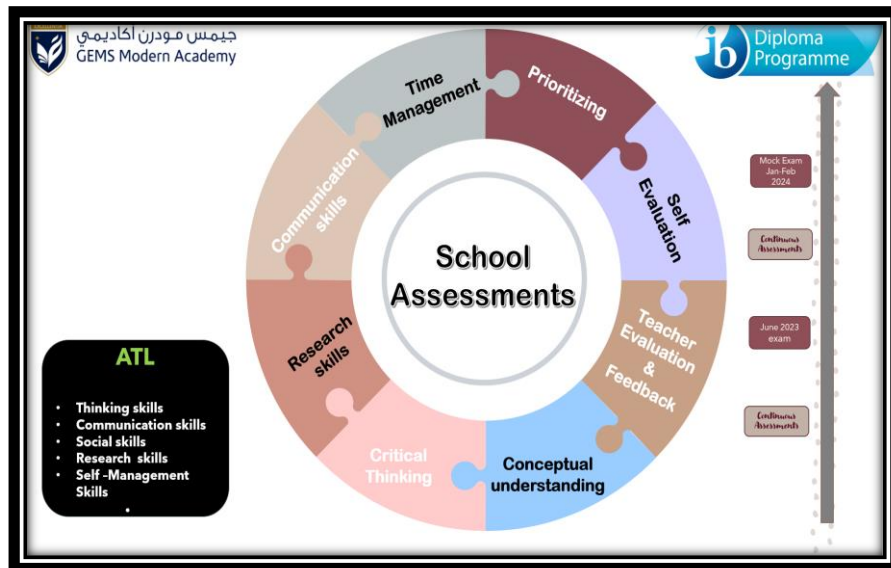 جيمس مودرن أكاديمي
GEMS Modern Academy
ib
Diploma
Programme
Time
Management
Prioritizing
Self
Evaluation
Teacher
Evaluation
&
Feedback
Conceptual
understanding
Critical
Thinking
Research
skills
Communication
skills
School
Assessments
Mock Exam
Jan-Feb
2024
Continuous
Assessments
June 2023
exam
Continuous
Assessments
ATL
• Thinking skills
• Communication skills
• Social skills
• Research skills
• Self -Management
Skills
•